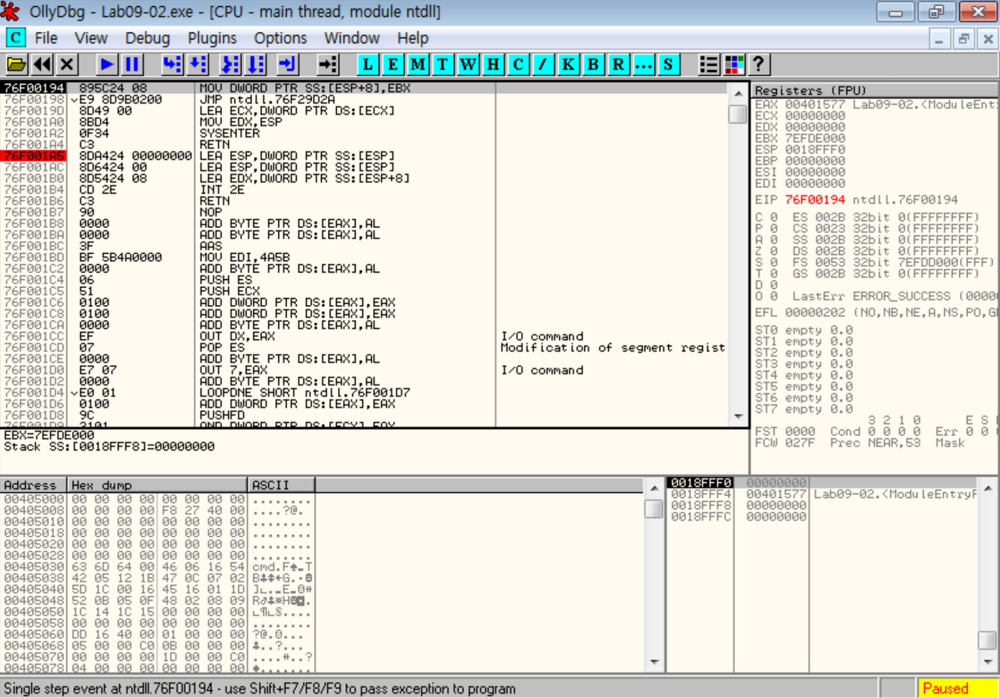 OllyDbg - Lab09-02.exe - [CPU - main thread, module ntdll]
C File View Debug Plugins Options Window Help
L E M T W H C / K B R ... S ?
76F00194 895C24 08 MOV DWORD PTR SS:[ESP+8],EBX
76F00198 E9 8D9B0200 JMP ntdll.76F29D2A
76F0019D 8D49 00 LEA ECX,DWORD PTR DS:[ECX]
76F001A0 8BD4 MOV EDX,ESP
76F001A2 0F34 SYSENTER
76F001A4 C3 RETN
76F001A5 8DA424 00000000 LEA ESP,DWORD PTR SS:[ESP]
76F001AC 8D6424 00 LEA ESP,DWORD PTR SS:[ESP]
76F001B0 8D5424 08 LEA EDX,DWORD PTR SS:[ESP+8]
76F001B4 CD 2E INT 2E
76F001B6 C3 RETN
76F001B7 90 NOP
76F001B8 0000 ADD BYTE PTR DS:[EAX],AL
76F001BA 0000 ADD BYTE PTR DS:[EAX],AL
76F001BC 3F AAS
76F001BD BF 5B4A0000 MOV EDI,4A5B
76F001C2 0000 ADD BYTE PTR DS:[EAX],AL
76F001C4 06 PUSH ES
76F001C5 51 PUSH ECX
76F001C6 0100 ADD DWORD PTR DS:[EAX],EAX
76F001C8 0100 ADD DWORD PTR DS:[EAX],EAX
76F001CA 0000 ADD BYTE PTR DS:[EAX],AL
76F001CC EF OUT DX,EAX I/O command
76F001CD 07 POP ES Modification of segment regist
76F001CE 0000 ADD BYTE PTR DS:[EAX],AL
76F001D0 E7 07 OUT 7,EAX I/O command
76F001D2 0000 ADD BYTE PTR DS:[EAX],AL
76F001D4 E0 01 LOOPDNE SHORT ntdll.76F001D7
76F001D6 0100 ADD DWORD PTR DS:[EAX],EAX
76F001D8 9C PUSHFD
76F001D9 2101 AND DWORD PTR DS:[ECX],EAX
EBX=7EFDE000
Stack SS:[0018FFF8]=00000000
Registers (FPU)
EAX 00401577 Lab09-02.<ModuleEnt
ECX 00000000
EDX 00000000
EBX 7EFDE000
ESP 0018FFF0
EBP 00000000
ESI 00000000
EDI 00000000
EIP 76F00194 ntdll.76F00194
C 0 ES 002B 32bit 0(FFFFFFFF)
P 0 CS 0023 32bit 0(FFFFFFFF)
A 0 SS 002B 32bit 0(FFFFFFFF)
Z 0 DS 002B 32bit 0(FFFFFFFF)
S 0 FS 0053 32bit 7EFDD000(FFF)
T 0 GS 002B 32bit 0(FFFFFFFF)
D 0
O 0 LastErr ERROR_SUCCESS (0000
EFL 00000202 (NO,NB,NE,A,NS,PO,G
ST0 empty 0.0
ST1 empty 0.0
ST2 empty 0.0
ST3 empty 0.0
ST4 empty 0.0
ST5 empty 0.0
ST6 empty 0.0
ST7 empty 0.0
3 2 1 0 E S
FST 0000 Cond 0 0 0 0 Err 0 0
FCW 027F Prec NEAR,53 Mask
Address Hex dump ASCII
00405000 00 00 00 00 00 00 00 00 ........
00405008 00 00 00 00 F8 27 40 00 ....?@.
00405010 00 00 00 00 00 00 00 00 ........
00405018 00 00 00 00 00 00 00 00 ........
00405020 00 00 00 00 00 00 00 00 ........
00405028 00 00 00 00 00 00 00 00 ........
00405030 63 6D 64 00 46 06 16 54 cmd.F♠▬T
00405038 42 05 12 1B 47 0C 07 02 B♣↕←G.•☻
00405040 5D 1C 00 16 45 16 01 1D ]∟.▬E▬☺↔
00405048 52 0B 05 0F 48 02 08 09 R♂♣☼H☻◘.
00405050 1C 14 1C 15 00 00 00 00 ∟¶∟§....
00405058 00 00 00 00 00 00 00 00 ........
00405060 DD 16 40 00 01 00 00 00 ?@.☺...
00405068 05 00 00 C0 0B 00 00 00 ♣..?...
00405070 00 00 00 00 1D 00 00 C0 ....↔..?
00405078 04 00 00 00 00 00 00 00 ♦.......
0018FFF0 00000000
0018FFF4 00401577 Lab09-02.<ModuleEntryP
0018FFF8 00000000
0018FFFC 00000000
Single step event at ntdll.76F00194 - use Shift+F7/F8/F9 to pass exception to program Paused